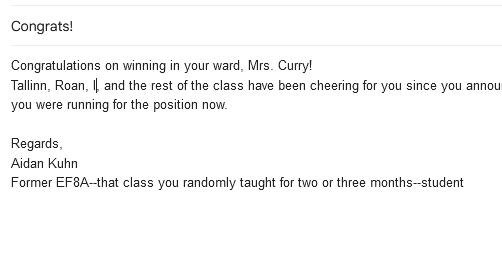 Congrats!
Congratulations on winning in your ward, Mrs. Curry!
Tallinn, Roan, I, and the rest of the class have been cheering for you since you
you were running for the position now.
Regards,
Aidan Kuhn
Former EF8A--that class you randomly taught for two or three months--student